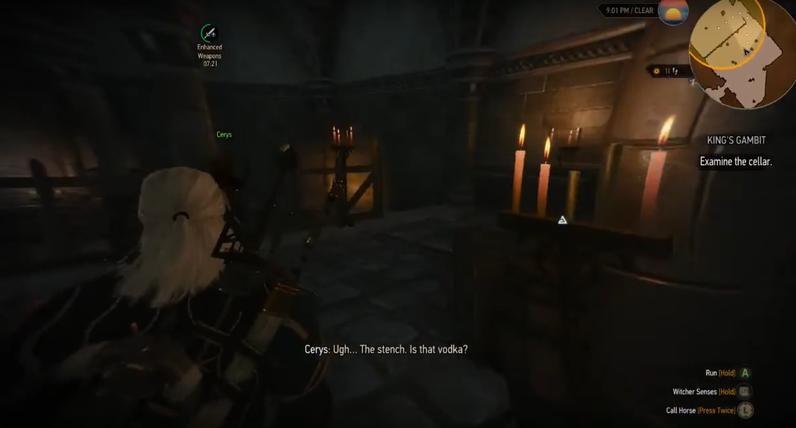 9:01 PM / CLEAR
Enhanced
Weapons
07:21
11
Cerys
KING'S GAMBIT
Examine the cellar.
Cerys: Ugh... The stench. Is that vodka?
Run [Hold] A
Witcher Senses [Hold]
Call Horse [Press Twice] L